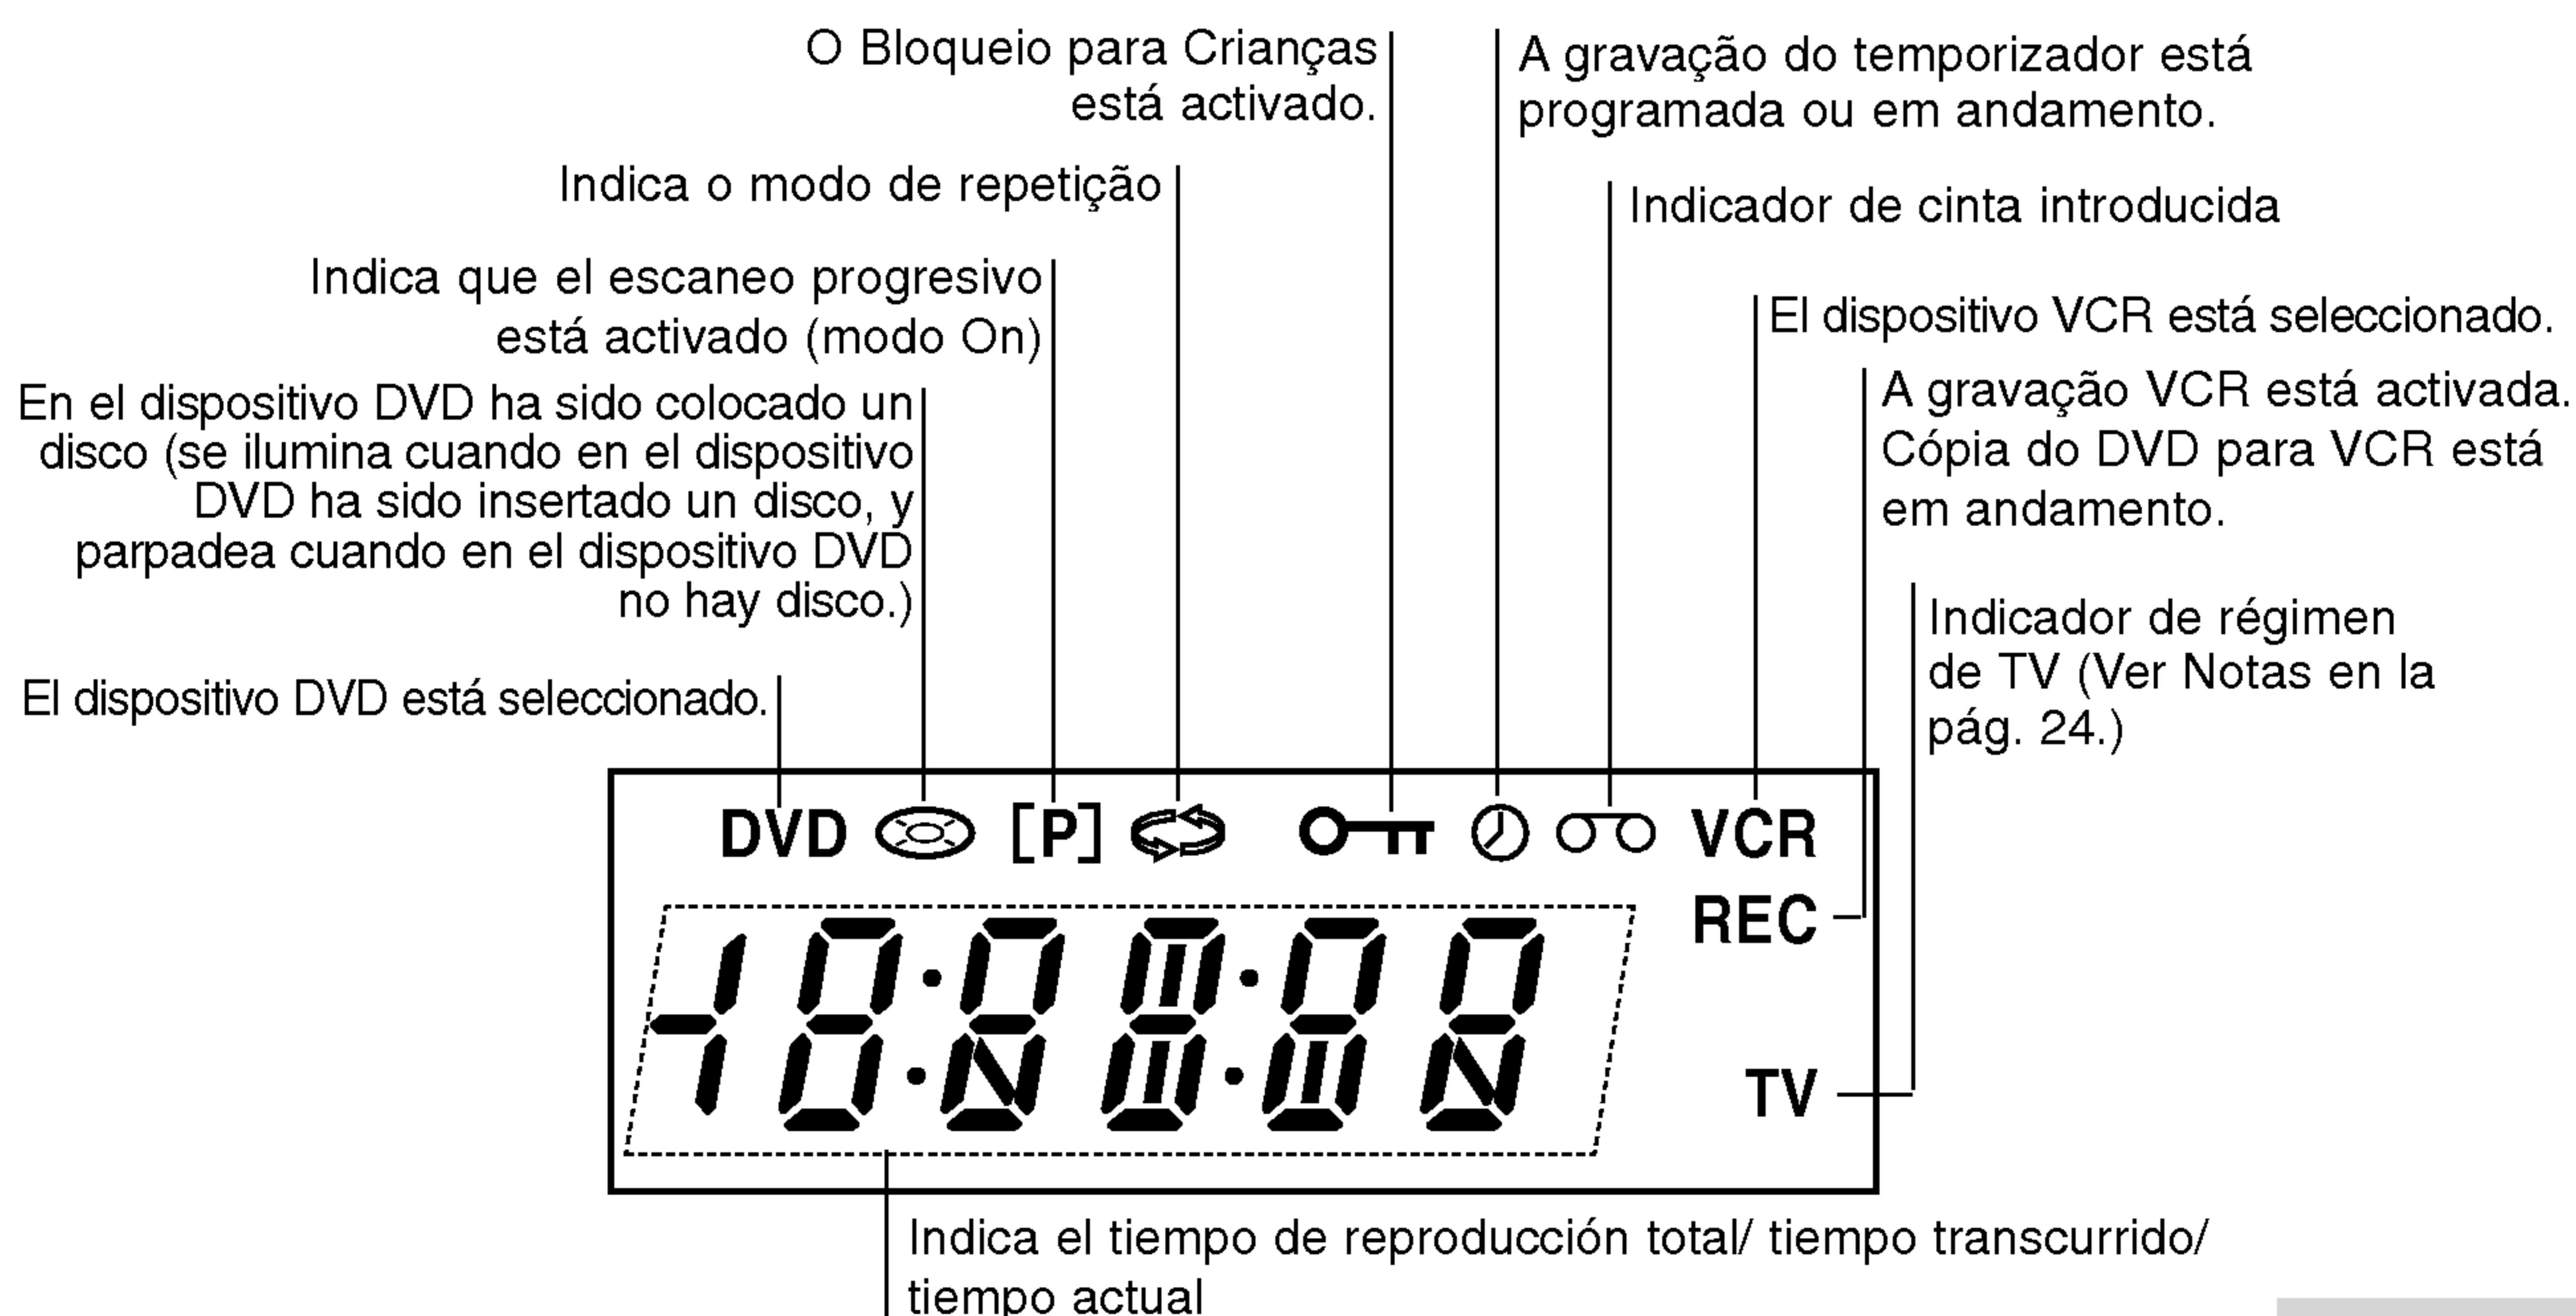 O Bloqueio para Crianças
está activado.
A gravação do temporizador está
programada ou em andamento.
Indica o modo de repetição
Indicador de cinta introducida
Indica que el escaneo progresivo
está activado (modo On)
El dispositivo VCR está seleccionado.
En el dispositivo DVD ha sido colocado un
disco (se ilumina cuando en el dispositivo
DVD ha sido insertado un disco, y
parpadea cuando en el dispositivo DVD
no hay disco.)
A gravação VCR está activada.
Cópia do DVD para VCR está
em andamento.
Indicador de régimen
de TV (Ver Notas en la
pág. 24.)
El dispositivo DVD está seleccionado.
DVD [P] VCR
REC
TV
Indica el tiempo de reproducción total/ tiempo transcurrido/
tiempo actual